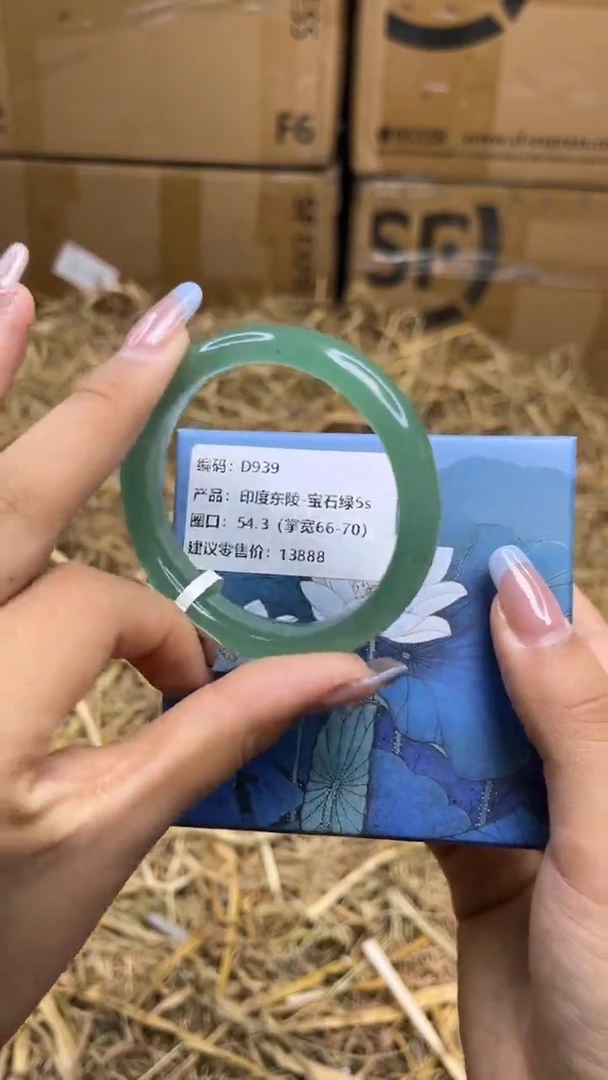 F6
SF
编码：D939
产品：印度东陵-宝石绿5s
圈口：54.3（掌宽66-70）
建议零售价：13888